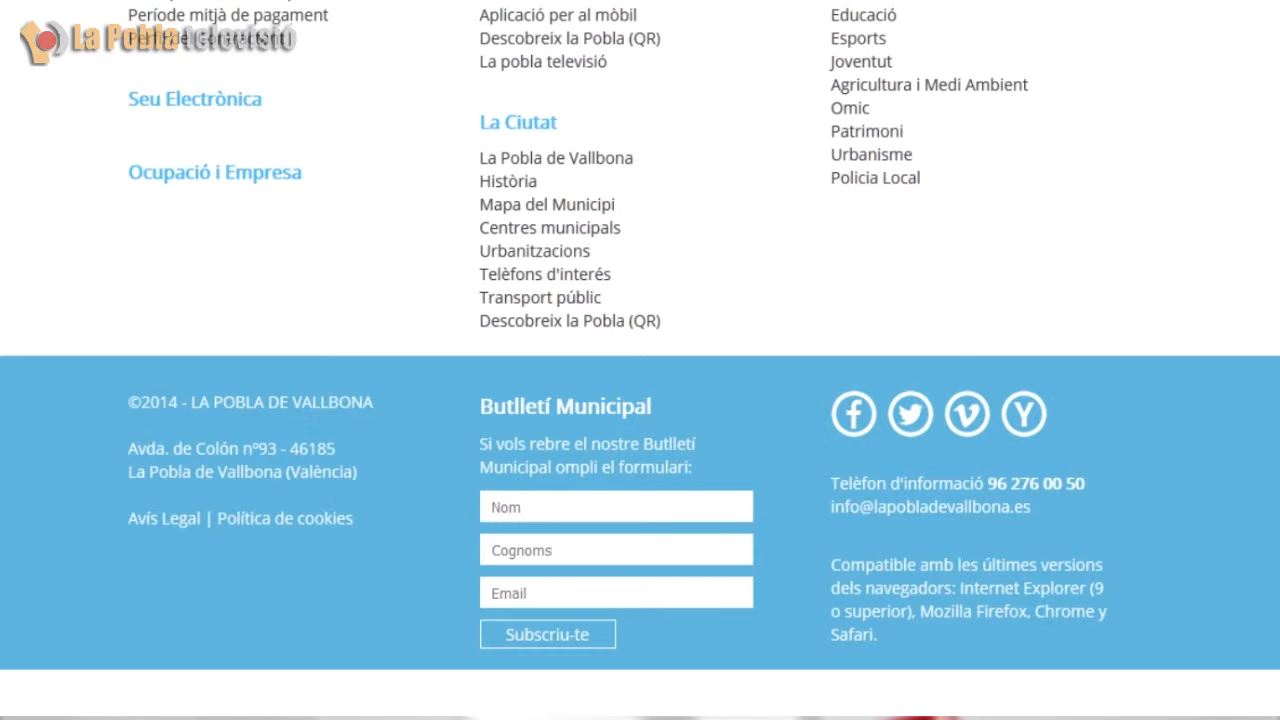 Període mitjà de pagament
La Pobla televisió
Seu Electrònica
Ocupació i Empresa
Aplicació per al mòbil
Descobreix la Pobla (QR)
La pobla televisió
La Ciutat
La Pobla de Vallbona
Història
Mapa del Municipi
Centres municipals
Urbanitzacions
Telèfons d'interés
Transport públic
Descobreix la Pobla (QR)
Educació
Esports
Joventut
Agricultura i Medi Ambient
Omic
Patrimoni
Urbanisme
Policia Local
©2014 - LA POBLA DE VALLBONA
Avda. de Colón nº93 - 46185
La Pobla de Vallbona (València)
Avís Legal | Política de cookies
Butlletí Municipal
Si vols rebre el nostre Butlletí
Municipal ompli el formulari:
Nom
Cognoms
Email
Subscriu-te
Telèfon d'informació 96 276 00 50
info@lapobladevallbona.es
Compatible amb les últimes versions
dels navegadors: Internet Explorer (9
o superior), Mozilla Firefox, Chrome y
Safari.